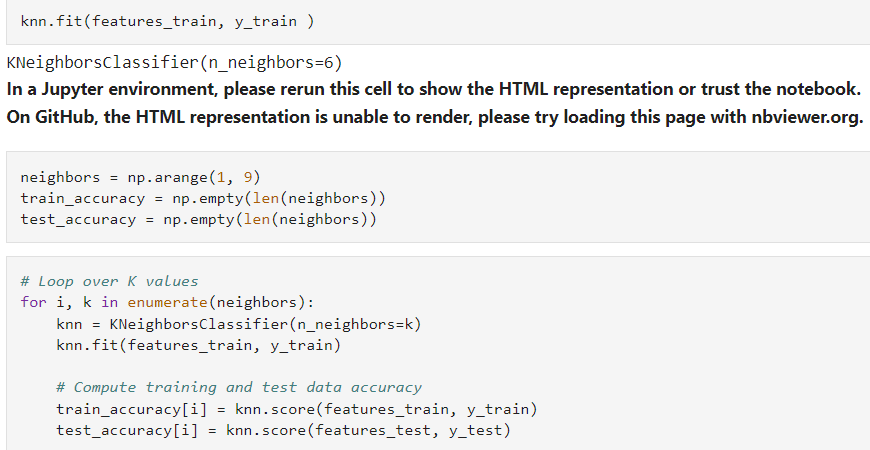 knn.fit(features_train, y_train )
KNeighborsClassifier(n_neighbors=6)
In a Jupyter environment, please rerun this cell to show the HTML representation or trust the notebook.
On GitHub, the HTML representation is unable to render, please try loading this page with nbviewer.org.
neighbors = np.arange(1, 9)
train_accuracy = np.empty(len(neighbors))
test_accuracy = np.empty(len(neighbors))
# Loop over K values
for i, k in enumerate(neighbors):
    knn = KNeighborsClassifier(n_neighbors=k)
    knn.fit(features_train, y_train)
    # Compute training and test data accuracy
    train_accuracy[i] = knn.score(features_train, y_train)
    test_accuracy[i] = knn.score(features_test, y_test)